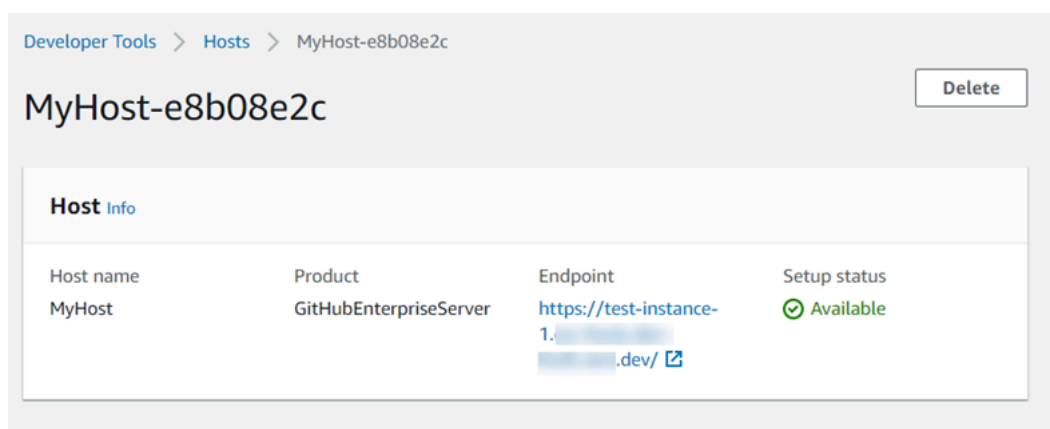 Developer Tools > Hosts > MyHost-e8b08e2c
MyHost-e8b08e2c
Delete
Host Info
Host name
MyHost
Product
GitHubEnterpriseServer
Endpoint
https://test-instance-
1.
.dev/
Setup status
Available